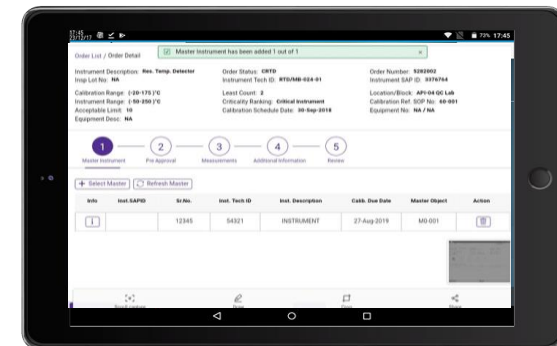 17:45
23/12/17
73% 17:45
Order List / Order Detail
Master Instrument has been added 1 out of 1
×
Instrument Description: Res. Temp. Detector
Order Status: CRTD
Order Number: 5282002
Insp Lot No: NA
Instrument Tech ID: RTD/MB-024-01
Instrument SAP ID: 3376764
Calibration Range: (-20-175)°C
Least Count: 2
Location/Block: API-04 QC Lab
Instrument Range: (-50-250)°C
Criticality Ranking: Critical Instrument
Calibration Ref. SOP No: 60-001
Acceptable Limit: 10
Calibration Schedule Date: 30-Sep-2018
Equipment No: NA / NA
Equipment Desc: NA
1 2 3 4 5
Master Instrument Pre Approval Measurements Additional Information Review
+ Select Master Refresh Master
Info Inst.SAPID Sr.No. Inst. Tech ID Inst. Description Calib. Due Date Master Object Action
i 12345 54321 INSTRUMENT 27-Aug-2019 M0-001